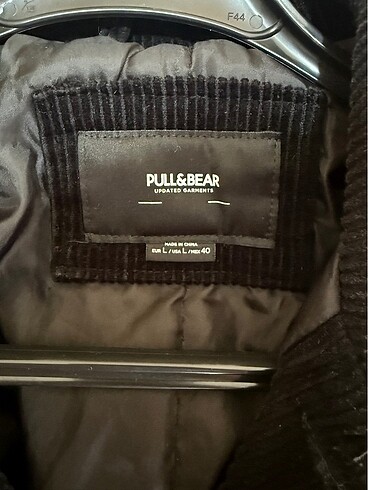 F44
PULL&BEAR
UPDATED GARMENTS
MADE IN CHINA
EUR L / USA L / MEX 40